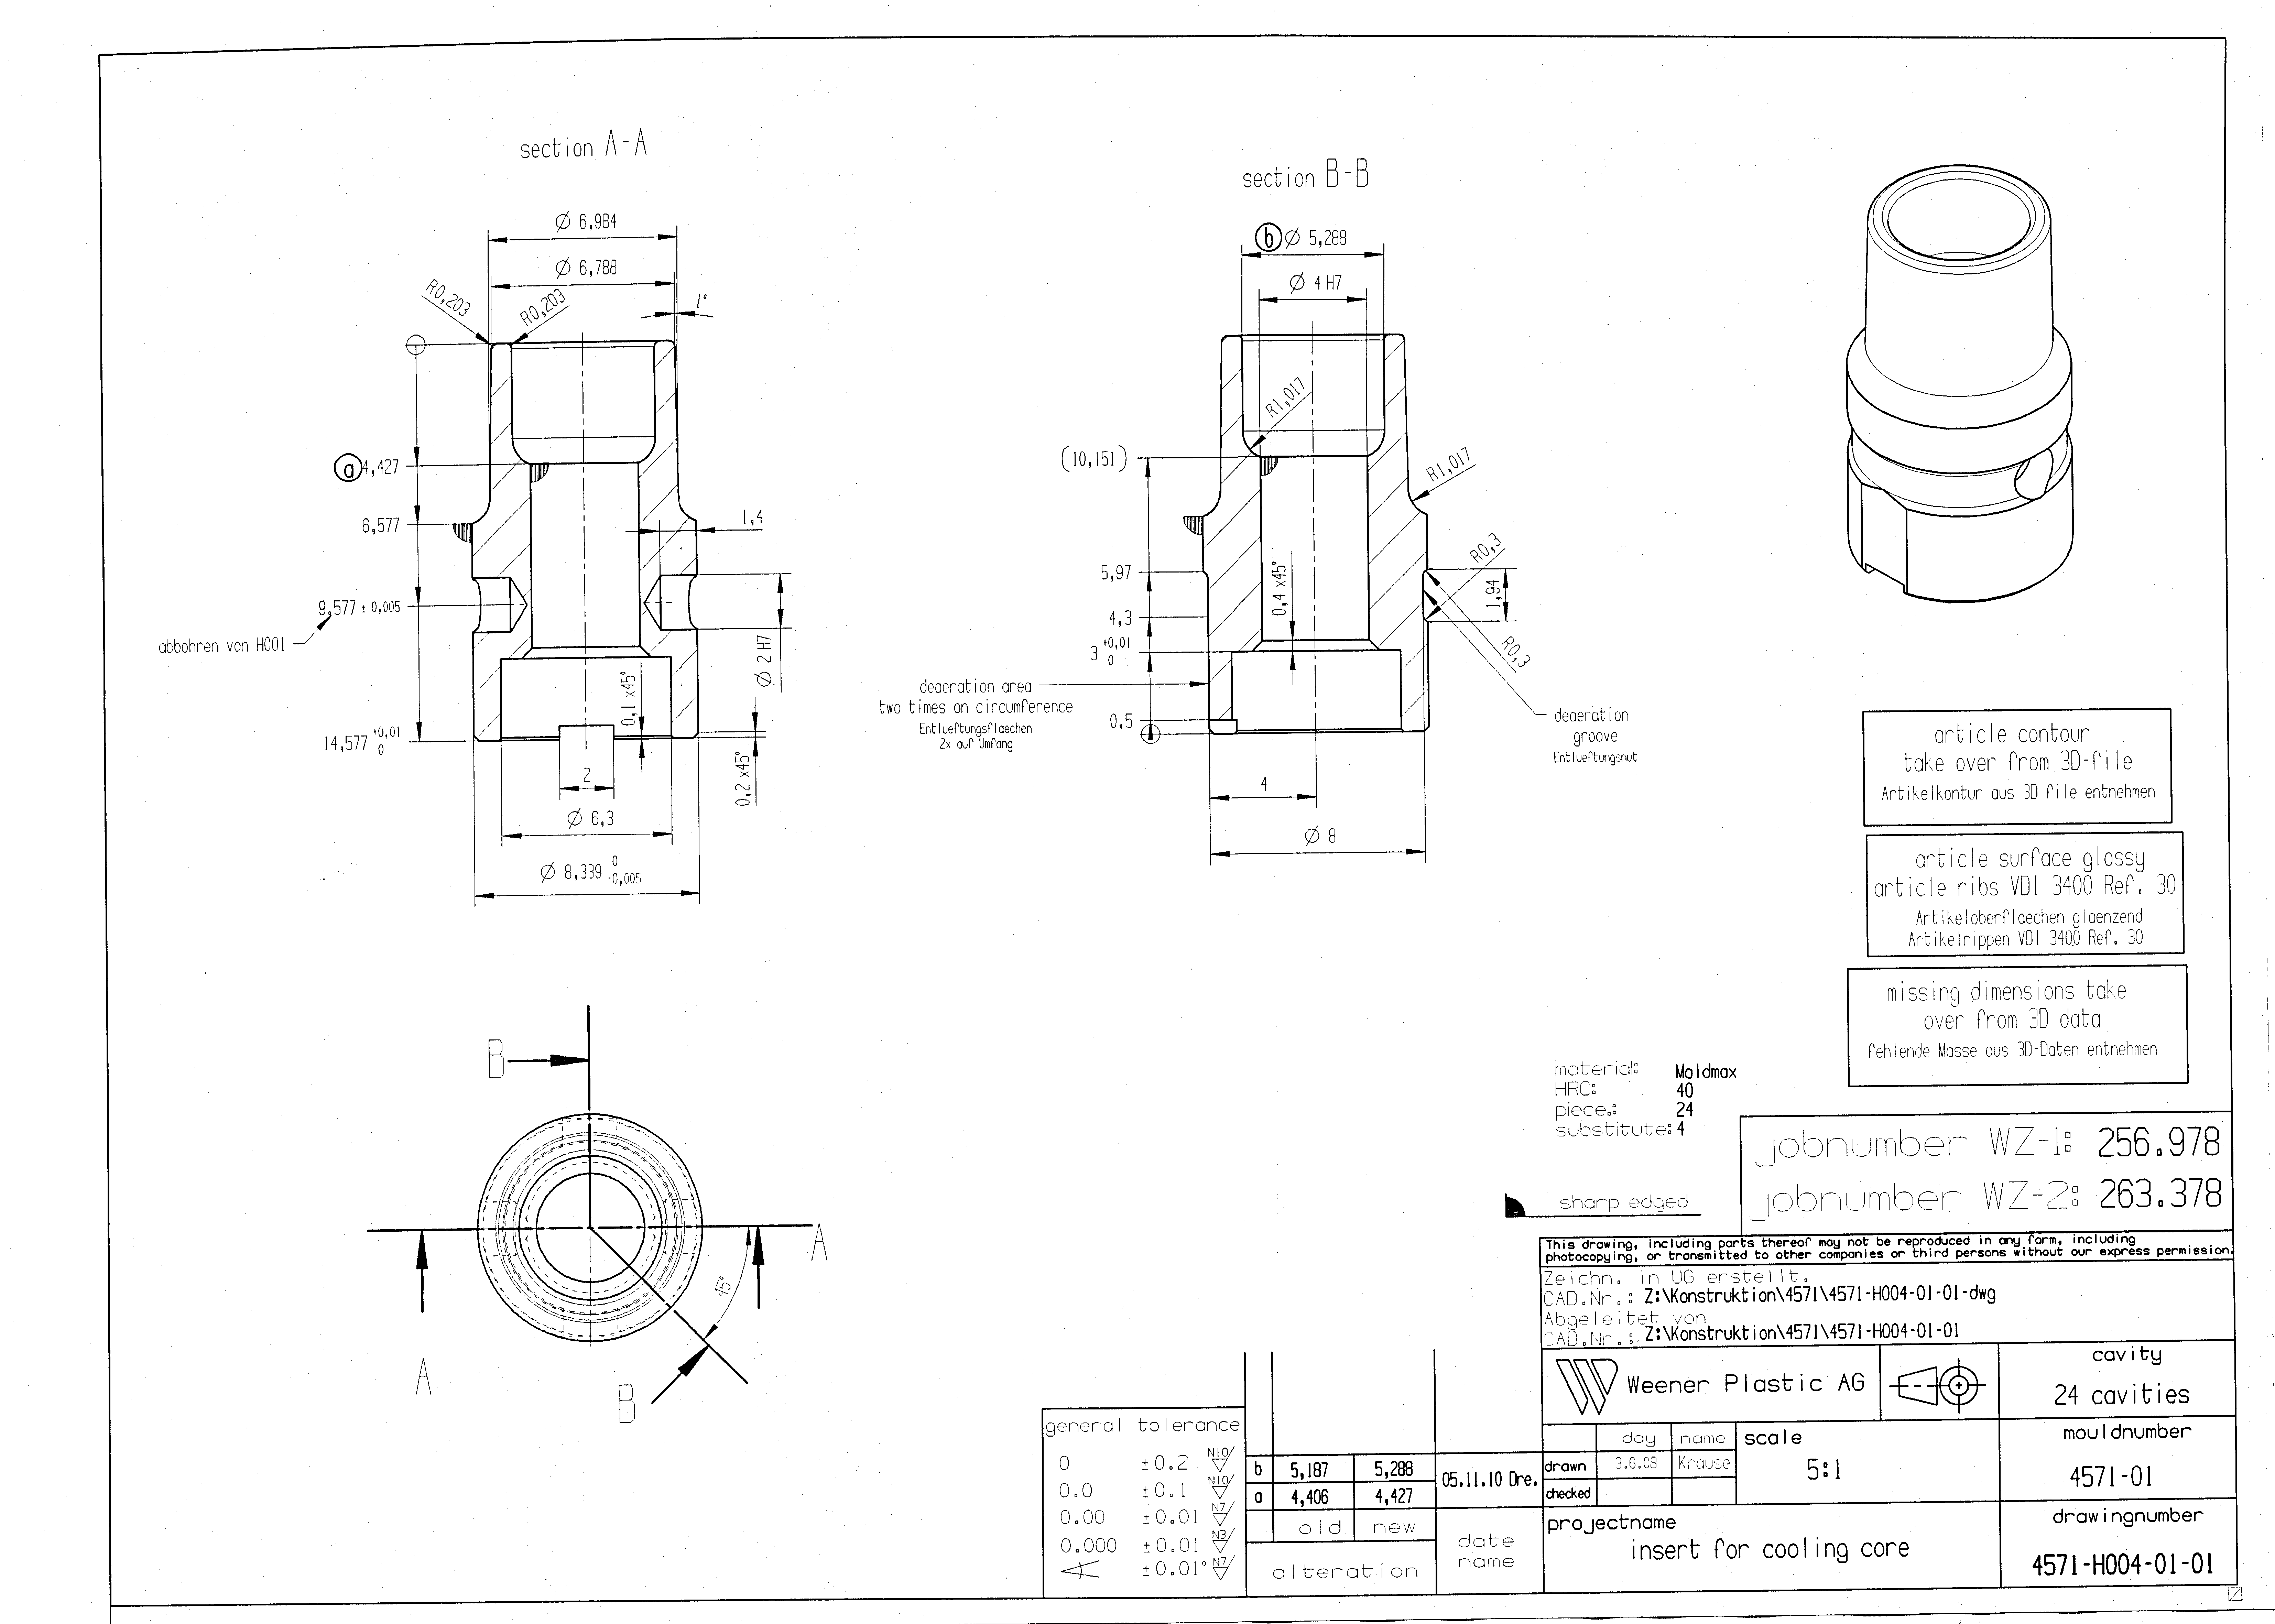 section A-A
Ø 6,984
Ø 6,788
R0,203
R0,203
1°
a 4,427
6,577
1,4
9,577 ± 0,005
abbohren von H001
Ø 2 H7
14,577 +0,01 0
0,1 x45°
0,2 x45°
2
Ø 6,3
Ø 8,339 0 -0,005
section B-B
b Ø 5,288
Ø 4 H7
R1,017
(10,151)
R1,017
R0,3
5,97
0,4 x45°
1,94
4,3
3 +0,01 0
R0,3
deaeration area
two times on circumference
Entlueftungsflaechen
2x auf Umfang
0,5
deaeration
groove
Entlueftungsnut
4
Ø 8
article contour
take over from 3D-file
Artikelkontur aus 3D file entnehmen
article surface glossy
article ribs VDI 3400 Ref. 30
Artikeloberflaechen glaenzend
Artikelrippen VDI 3400 Ref. 30
missing dimensions take
over from 3D data
fehlende Masse aus 3D-Daten entnehmen
B
A
45°
A
B
material: Moldmax
HRC: 40
piece.: 24
substitute: 4
sharp edged
jobnumber WZ-1: 256.978
jobnumber WZ-2: 263.378
This drawing, including parts thereof may not be reproduced in any form, including
photocopying, or transmitted to other companies or third persons without our express permission
Zeichn. in UG erstellt.
CAD.Nr.: Z:\Konstruktion\4571\4571-H004-01-01-dwg
Abgeleitet von
CAD.Nr.: Z:\Konstruktion\4571\4571-H004-01-01
Weener Plastic AG
cavity
24 cavities
day name
drawn 3.6.08 Krause
checked
scale
5:1
mouldnumber
4571-01
projectname
insert for cooling core
drawingnumber
4571-H004-01-01
general tolerance
0 ±0.2 N10
0.0 ±0.1 N10
0.00 ±0.01 N7
0.000 ±0.01 N3
±0.01° N7
b 5,187 5,288
a 4,406 4,427
05.11.10 Dre.
old new
alteration
date
name